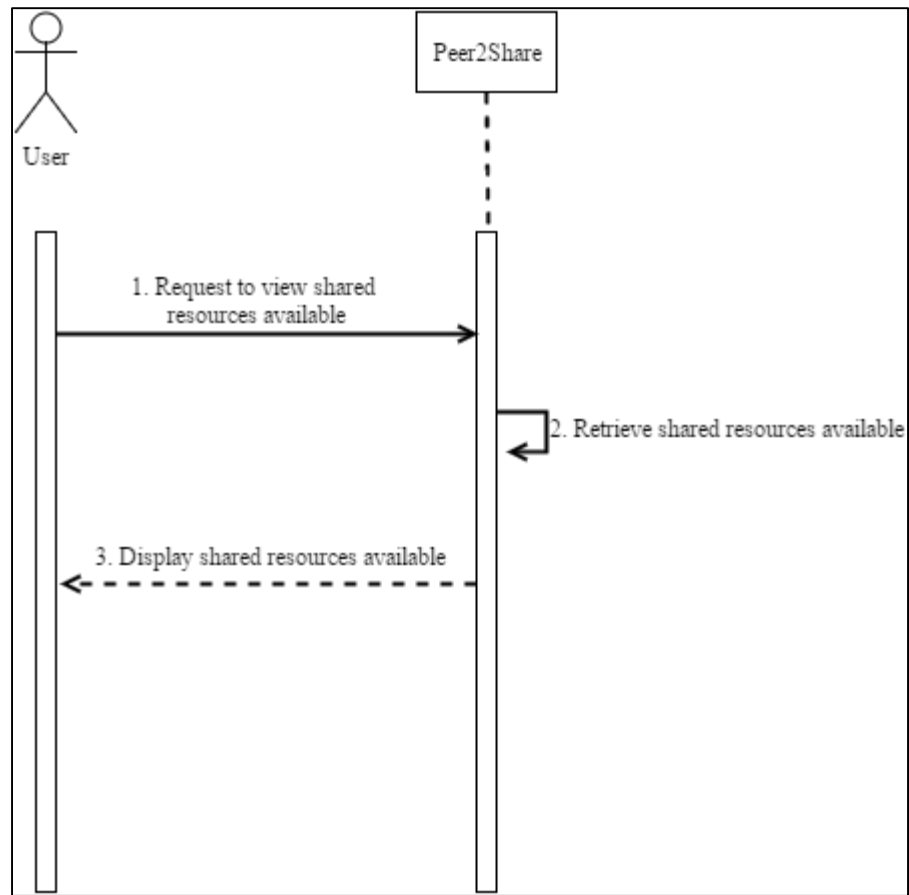 Peer2Share
User
1. Request to view shared
resources available
2. Retrieve shared resources available
3. Display shared resources available